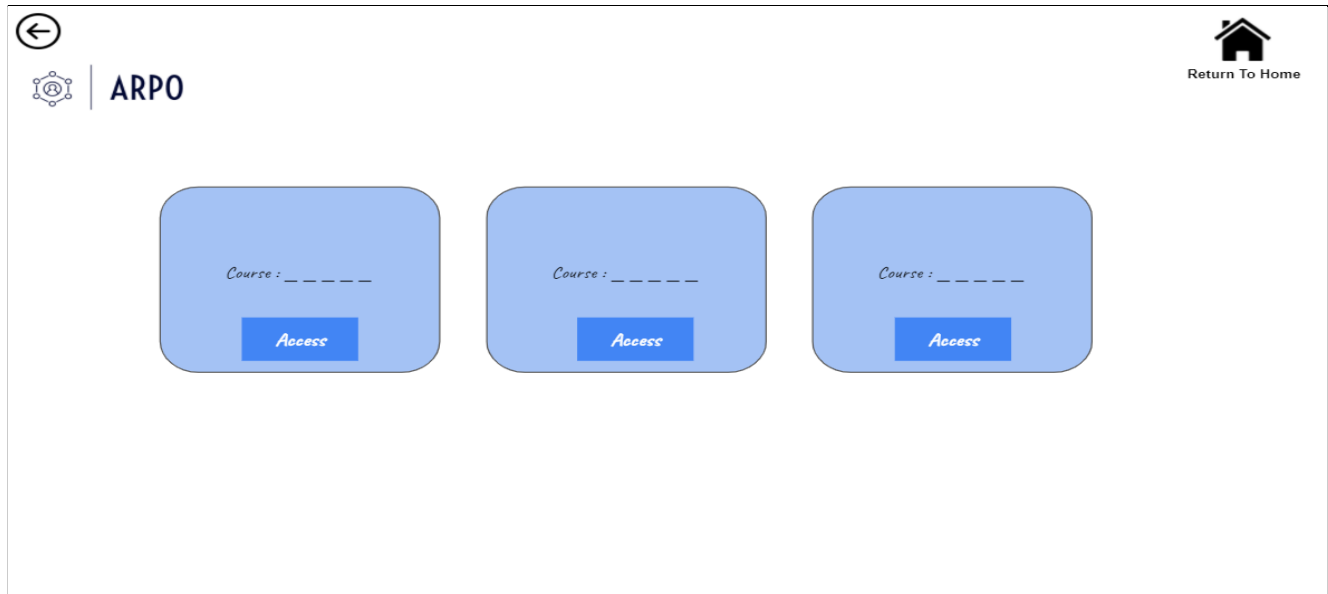 Return To Home
ARPO
Course : _ _ _ _ _
Course : _ _ _ _ _
Course : _ _ _ _ _
Access
Access
Access